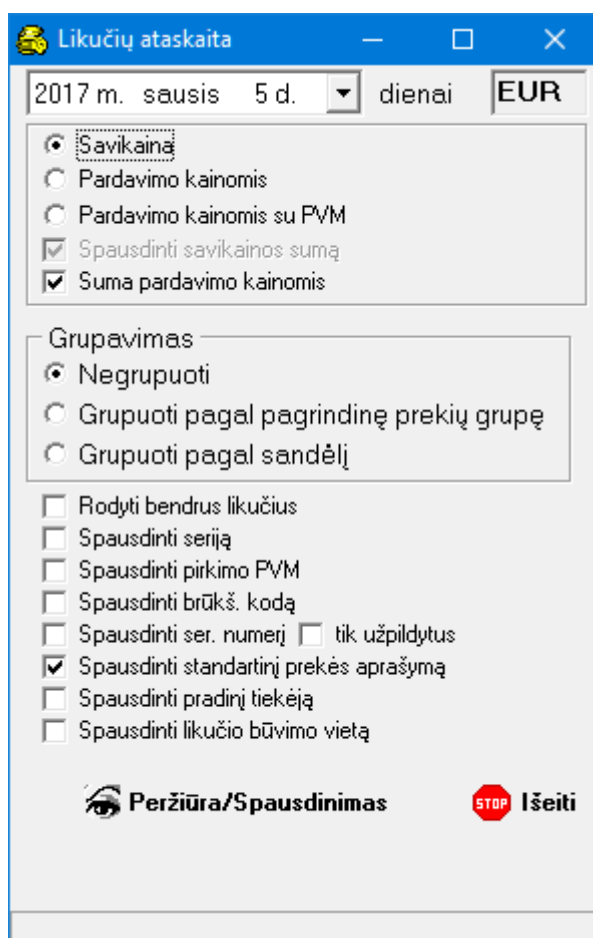 Likučių ataskaita
2017 m. sausis 5 d. dienai EUR
Savikaina
Pardavimo kainomis
Pardavimo kainomis su PVM
Spausdinti savikainos sumą
Suma pardavimo kainomis
Grupavimas
Negrupuoti
Grupuoti pagal pagrindinę prekių grupę
Grupuoti pagal sandėlį
Rodyti bendrus likučius
Spausdinti seriją
Spausdinti pirkimo PVM
Spausdinti brūkš. kodą
Spausdinti ser. numerį tik užpildytus
Spausdinti standartinį prekės aprašymą
Spausdinti pradinį tiekėją
Spausdinti likučio būvimo vietą
Peržiūra/Spausdinimas STOP Išeiti